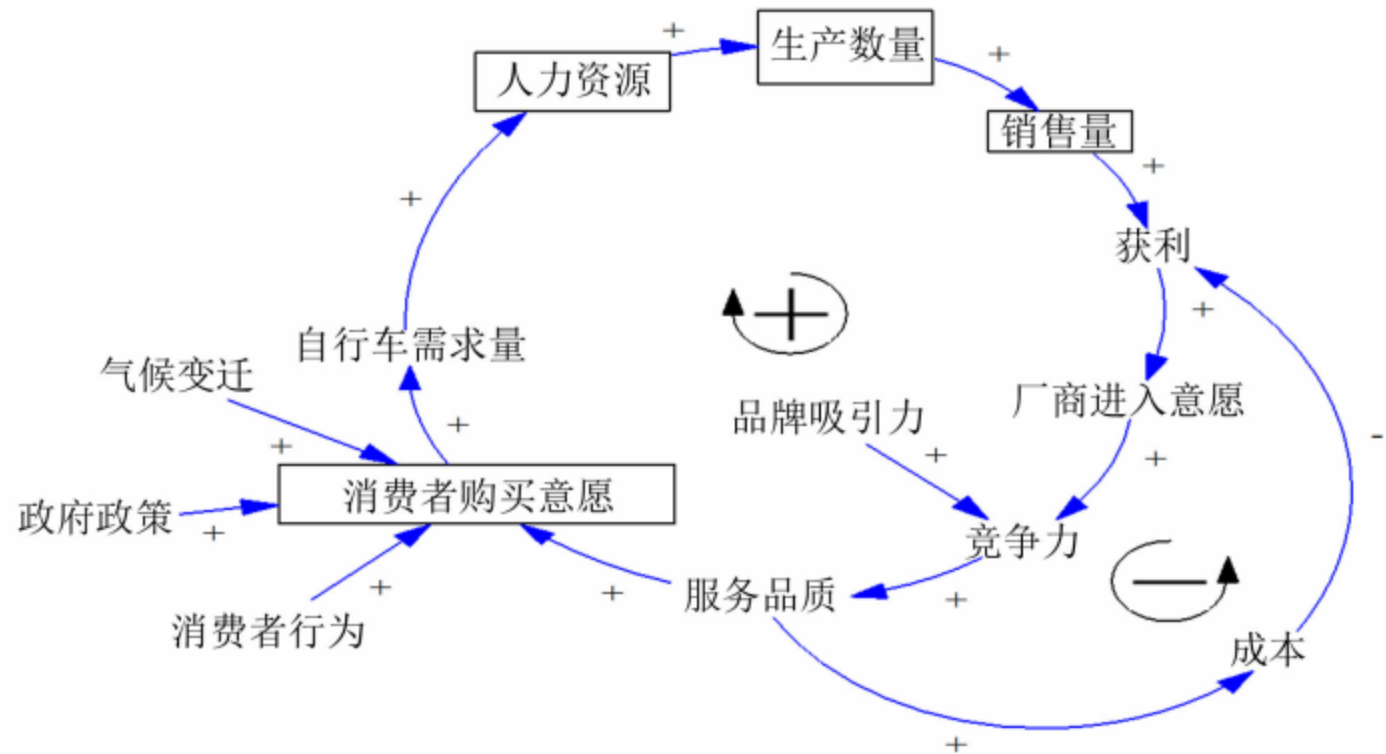 生产数量
人力资源
销售量
获利
自行车需求量
气候变迁
品牌吸引力
厂商进入意愿
消费者购买意愿
政府政策
竞争力
服务品质
消费者行为
成本
+
+
+
+
+
+
+
+
+
+
+
+
+
+
-
+
—